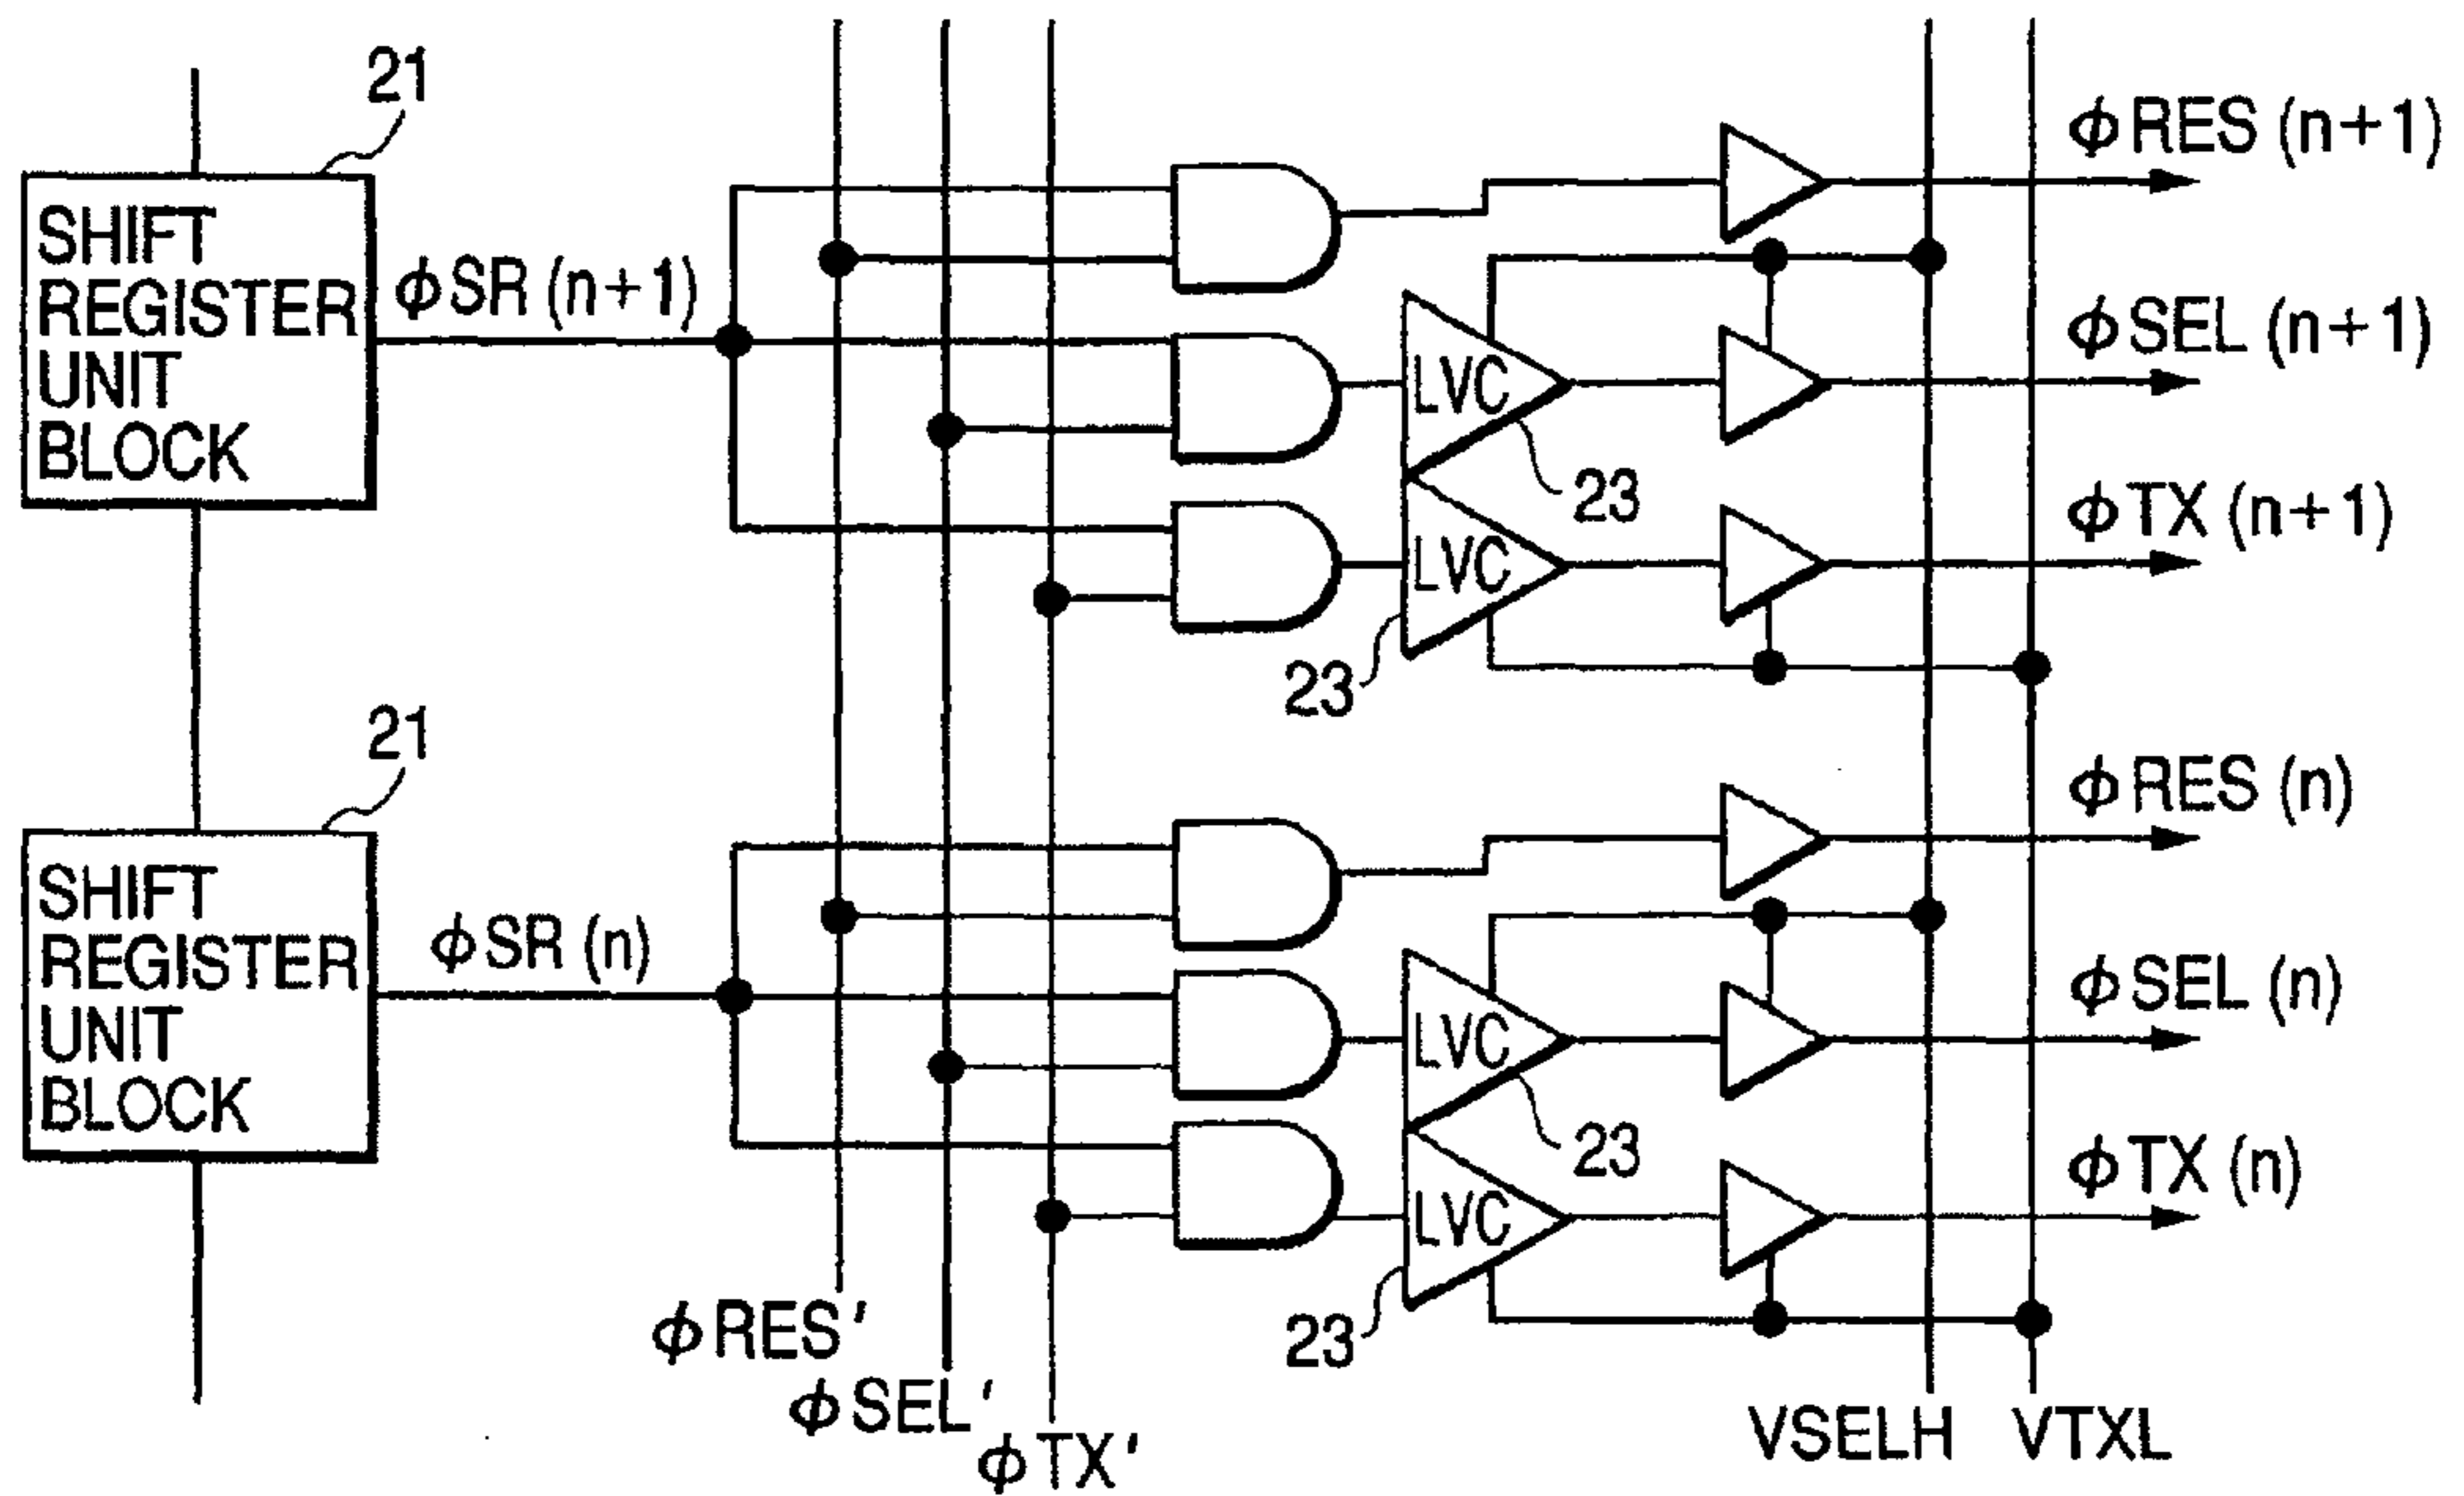 21
SHIFT
REGISTER
UNIT
BLOCK
ϕSR (n+1)
LVC
23
LVC
23
ϕRES (n+1)
ϕSEL (n+1)
ϕTX (n+1)
21
SHIFT
REGISTER
UNIT
BLOCK
ϕSR (n)
LVC
23
LVC
23
ϕRES (n)
ϕSEL (n)
ϕTX (n)
ϕRES'
ϕSEL'
ϕTX'
VSELH
VTXL